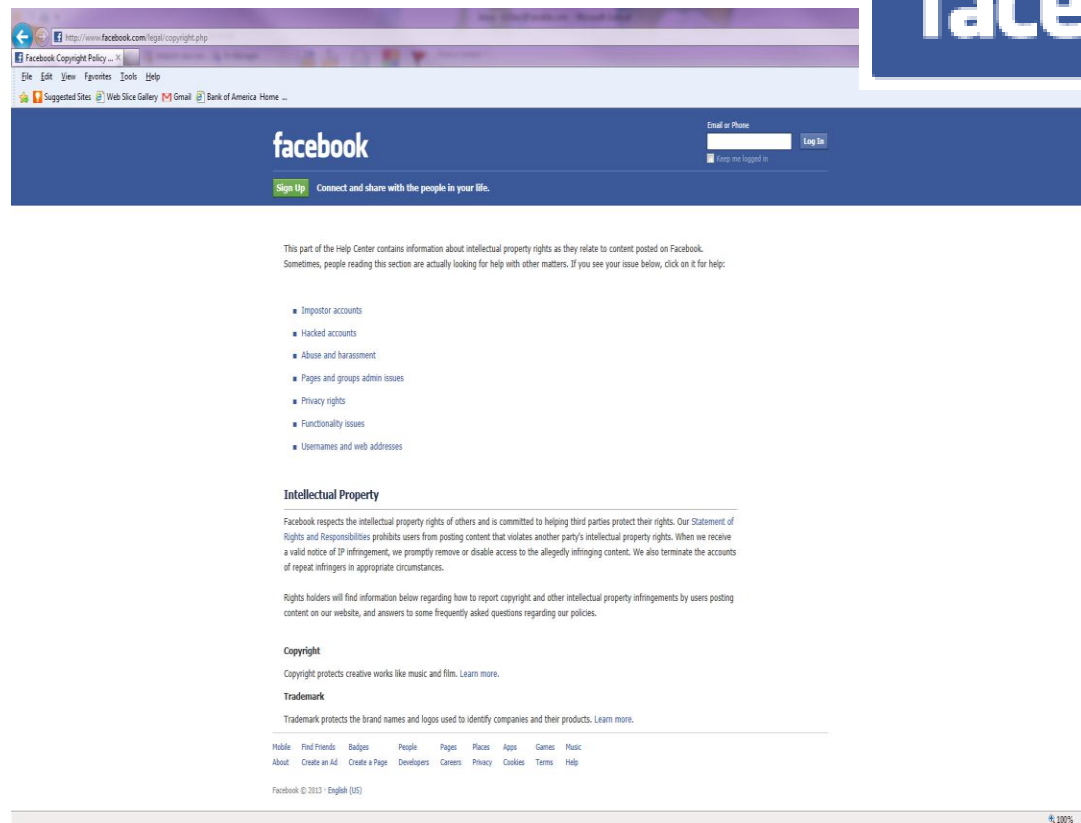 http://www.facebook.com/legal/copyright.php
Facebook Copyright Policy ... ×
File Edit View Favorites Tools Help
Suggested Sites Web Slice Gallery Gmail Bank of America Home ...
facebook
Email or Phone
Log In
Keep me logged in
Sign Up Connect and share with the people in your life.
This part of the Help Center contains information about intellectual property rights as they relate to content posted on Facebook.
Sometimes, people reading this section are actually looking for help with other matters. If you see your issue below, click on it for help:
Impostor accounts
Hacked accounts
Abuse and harassment
Pages and groups admin issues
Privacy rights
Functionality issues
Usernames and web addresses
Intellectual Property
Facebook respects the intellectual property rights of others and is committed to helping third parties protect their rights. Our Statement of
Rights and Responsibilities prohibits users from posting content that violates another party's intellectual property rights. When we receive
a valid notice of IP infringement, we promptly remove or disable access to the allegedly infringing content. We also terminate the accounts
of repeat infringers in appropriate circumstances.
Rights holders will find information below regarding how to report copyright and other intellectual property infringements by users posting
content on our website, and answers to some frequently asked questions regarding our policies.
Copyright
Copyright protects creative works like music and film. Learn more.
Trademark
Trademark protects the brand names and logos used to identify companies and their products. Learn more.
Mobile Find Friends Badges People Pages Places Apps Games Music
About Create an Ad Create a Page Developers Careers Privacy Cookies Terms Help
Facebook © 2013 · English (US)
100%